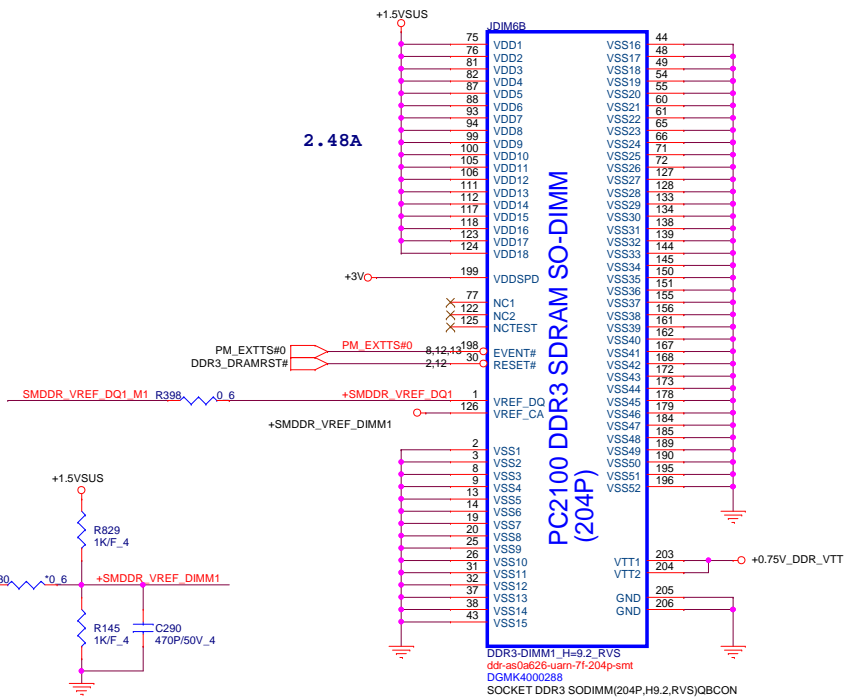 +1.5VSUS
JDIM6B
75 VDD1 VSS16 44
76 VDD2 VSS17 48
81 VDD3 VSS18 49
82 VDD4 VSS19 54
87 VDD5 VSS20 55
88 VDD6 VSS21 60
93 VDD7 VSS22 61
94 VDD8 VSS23 65
99 VDD9 VSS24 66
100 VDD10 VSS25 71
105 VDD11 VSS26 72
106 VDD12 VSS27 127
111 VDD13 VSS28 128
112 VDD14 VSS29 133
117 VDD15 VSS30 134
118 VDD16 VSS31 138
123 VDD17 VSS32 139
124 VDD18 VSS33 144
VSS34 145
2.48A
+3V 199 VDDSPD VSS35 150
VSS36 151
77 NC1 VSS37 155
122 NC2 VSS38 156
125 NCTEST VSS39 161
VSS40 162
PM_EXTTS#0 PM_EXTTS#0 8,12,13 198 EVENT# VSS41 167
DDR3_DRAMRST# 2,12 30 RESET# VSS42 168
VSS43 172
VSS44 173
SMDDR_VREF_DQ1_M1 R398 0_6 +SMDDR_VREF_DQ1 1 VREF_DQ VSS45 178
+SMDDR_VREF_DIMM1 126 VREF_CA VSS46 179
VSS47 184
VSS48 185
2 VSS1 VSS49 189
3 VSS2 VSS50 190
8 VSS3 VSS51 195
9 VSS4 VSS52 196
13 VSS5
14 VSS6
19 VSS7
20 VSS8
25 VSS9
26 VSS10 VTT1 203 +0.75V_DDR_VTT
31 VSS11 VTT2 204
32 VSS12
37 VSS13 GND 205
38 VSS14 GND 206
43 VSS15
PC2100 DDR3 SDRAM SO-DIMM
(204P)
+1.5VSUS
R829
1K/F_4
30 *0_6 +SMDDR_VREF_DIMM1
R145
1K/F_4
C290
470P/50V_4
DDR3-DIMM1_H=9.2_RVS
ddr-as0a626-uarn-7f-204p-smt
DGMK4000288
SOCKET DDR3 SODIMM(204P,H9.2,RVS)QBCON